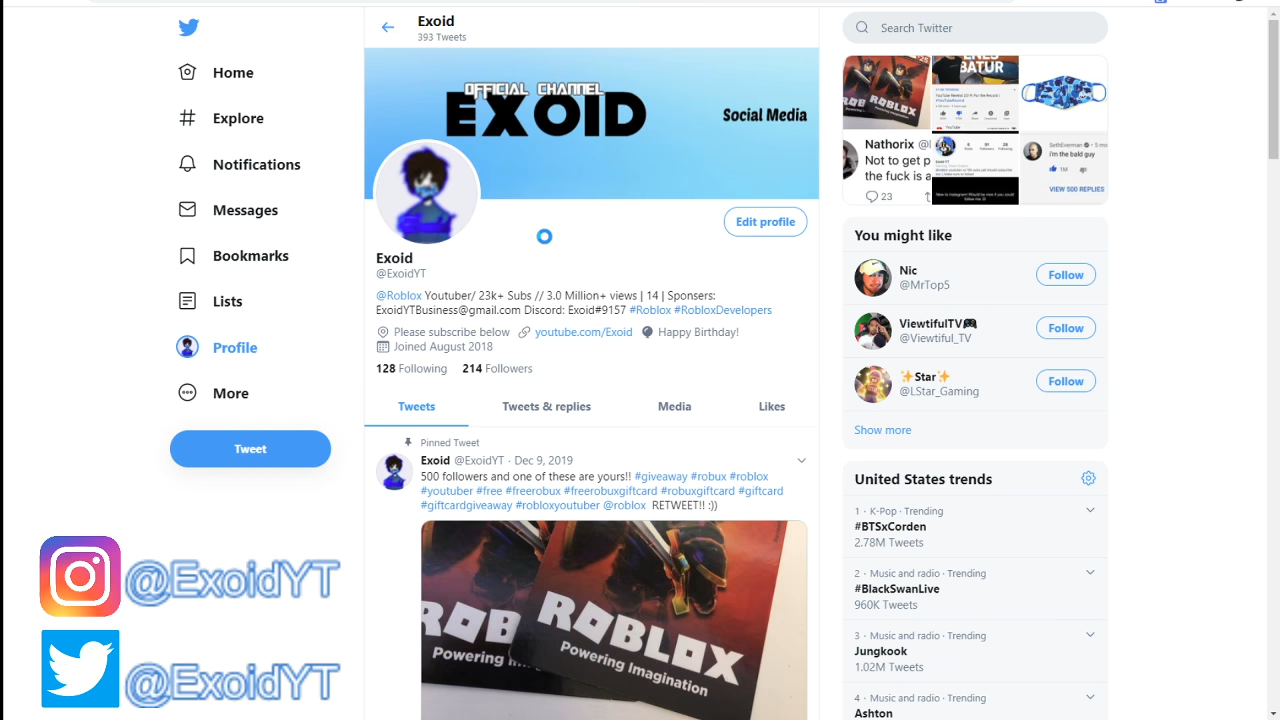 Home
Explore
Notifications
Messages
Bookmarks
Lists
Profile
More
Tweet
@ExoidYT
@ExoidYT
Exoid
393 Tweets
OFFICIAL CHANNEL
EXOID
Social Media
Edit profile
Exoid
@ExoidYT
@Roblox Youtuber/ 23k+ Subs // 3.0 Million+ views | 14 | Sponsers:
ExoidYTBusiness@gmail.com Discord: Exoid#9157 #Roblox #RobloxDevelopers
Please subscribe below youtube.com/Exoid Happy Birthday!
Joined August 2018
128 Following 214 Followers
Tweets Tweets & replies Media Likes
Pinned Tweet
Exoid @ExoidYT · Dec 9, 2019
500 followers and one of these are yours!! #giveaway #robux #roblox
#youtuber #free #freerobux #freerobuxgiftcard #robuxgiftcard #giftcard
#giftcardgiveaway #robloxyoutuber @roblox RETWEET!! :))
ROB
Powering
ROBLOX
Powering Imagination
Search Twitter
ROB
ROBLOX
BATUR
Nathorix
Not to get p
the fuck is a
23
SethEverman
i'm the bald guy
1M
VIEW 500 REPLIES
You might like
Nic
@MrTop5
Follow
ViewtifulTV🎮
@Viewtiful_TV
Follow
✨Star✨
@LStar_Gaming
Follow
Show more
United States trends
1 · K-Pop · Trending
#BTSxCorden
2.78M Tweets
2 · Music and radio · Trending
#BlackSwanLive
960K Tweets
3 · Music and radio · Trending
Jungkook
1.02M Tweets
4 · Music and radio · Trending
Ashton